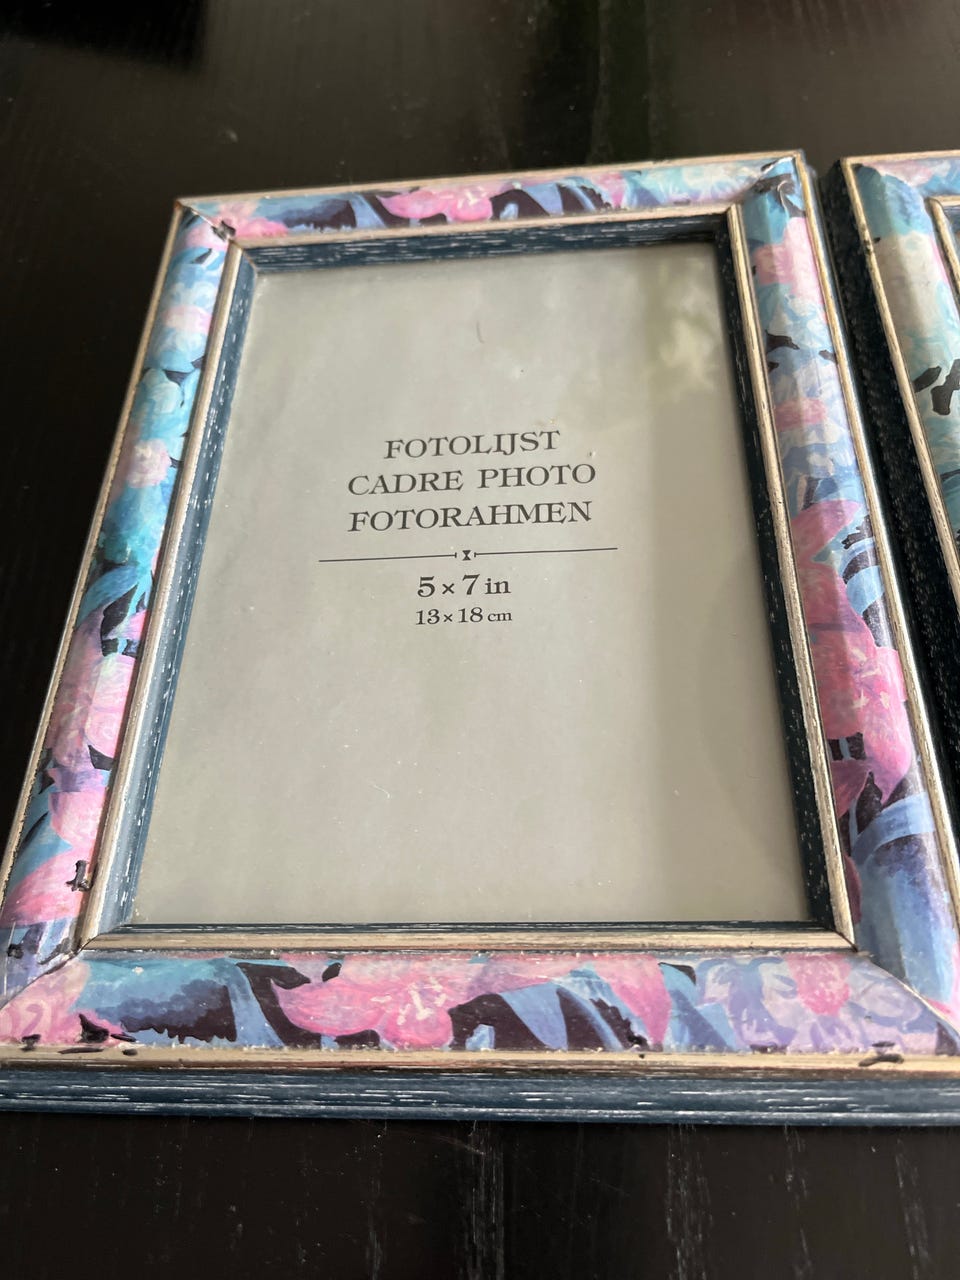 FOTOLIJST
CADRE PHOTO
FOTORAHMEN
5 × 7 in
13 × 18 cm